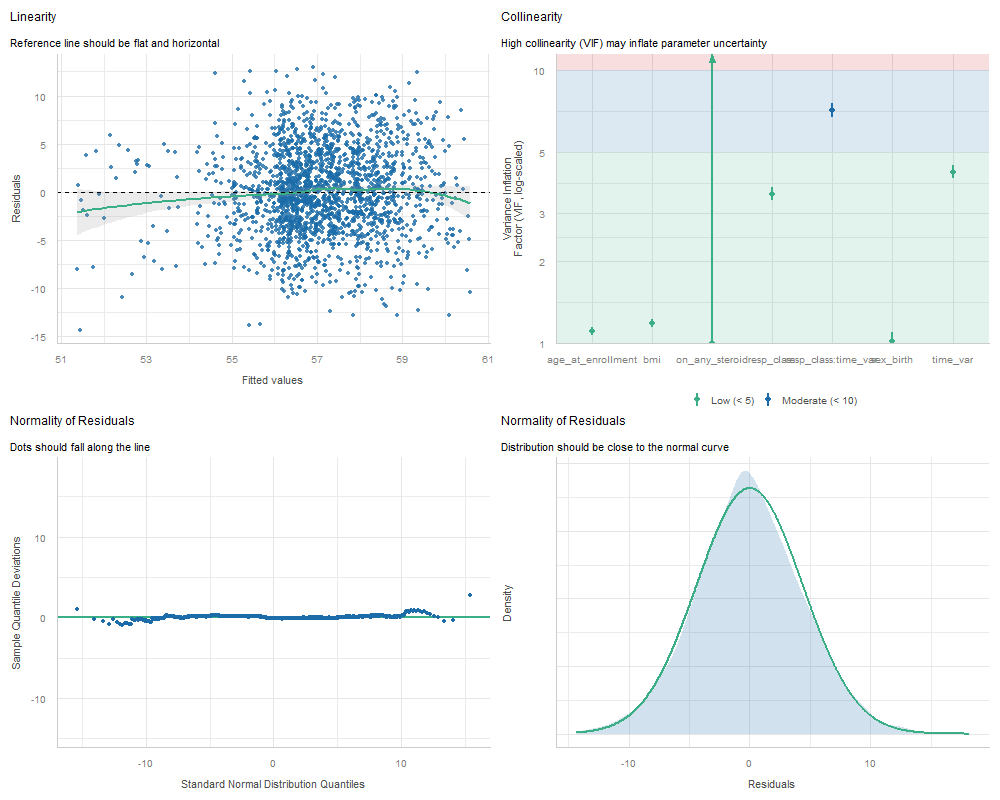 Linearity
Reference line should be flat and horizontal
Residuals
10
5
0
-5
-10
-15
51
53
55
57
59
61
Fitted values
Collinearity
High collinearity (VIF) may inflate parameter uncertainty
Variance Inflation
Factor (VIF, log-scaled)
10
5
3
2
1
age_at_enrollment bmi on_any_steroid resp_class resp_class:time_var sex_birth time_var
Low (< 5) Moderate (< 10)
Normality of Residuals
Dots should fall along the line
Sample Quantile Deviations
10
0
-10
-10
0
10
Standard Normal Distribution Quantiles
Normality of Residuals
Distribution should be close to the normal curve
Density
-10
0
10
Residuals